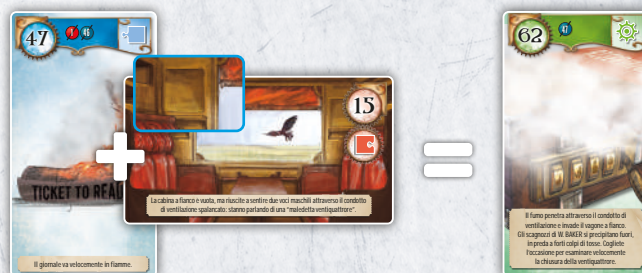 47
1
46
TICKET TO READ
Il giornale va velocemente in fiamme.
+
15
La cabina a fianco è vuota, ma riuscite a sentire due voci maschili attraverso il condotto
di ventilazione spalancato: stanno parlando di una “maledetta ventiquattrore”.
=
62
47
Il fumo penetra attraverso il condotto di
ventilazione e invade il vagone a fianco.
Gli scagnozzi di W. BAKER si precipitano fuori,
in preda a forti colpi di tosse. Cogliete
l’occasione per esaminare velocemente
la chiusura della ventiquattrore.